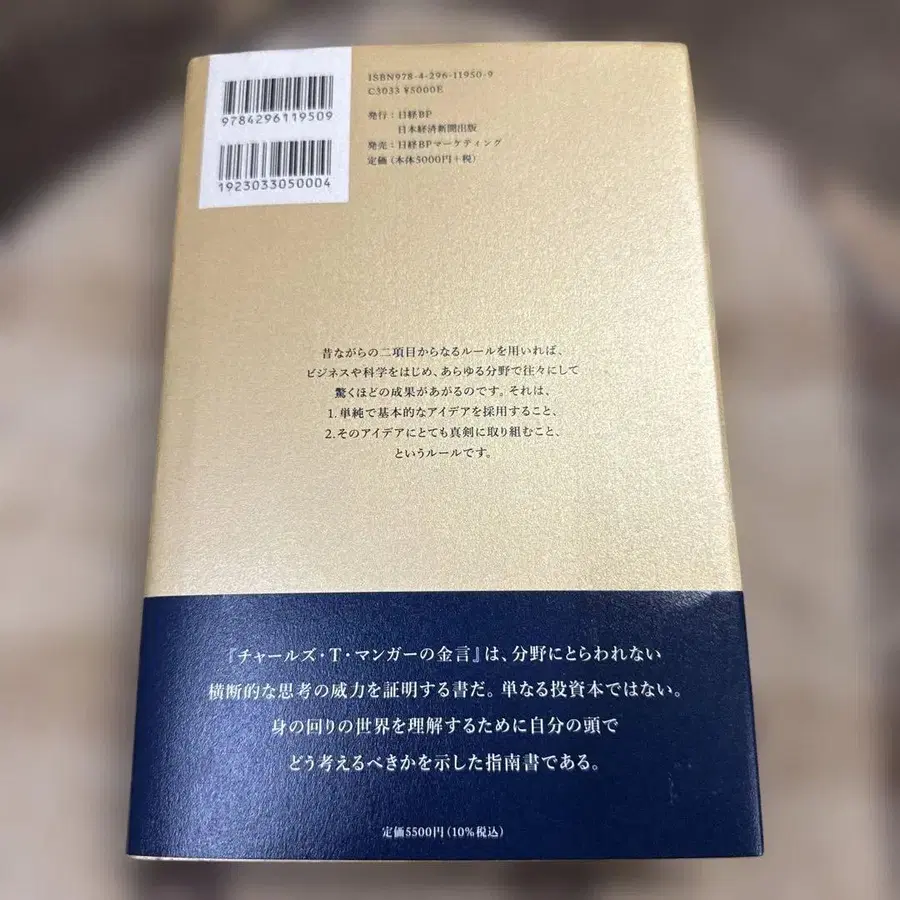 9784296119509
1923033050004
ISBN978-4-296-11950-9
C3033 ¥5000E
発行：日経BP
日本経済新聞出版
発売：日経BPマーケティング
定価（本体5000円＋税）
昔ながらの二項目からなるルールを用いれば、
ビジネスや科学をはじめ、あらゆる分野で往々にして
驚くほどの成果があがるのです。それは、
1.単純で基本的なアイデアを採用すること、
2.そのアイデアにとても真剣に取り組むこと、
というルールです。
『チャールズ・T・マンガーの金言』は、分野にとらわれない
横断的な思考の威力を証明する書だ。単なる投資本ではない。
身の回りの世界を理解するために自分の頭で
どう考えるべきかを示した指南書である。
定価5500円（10%税込）